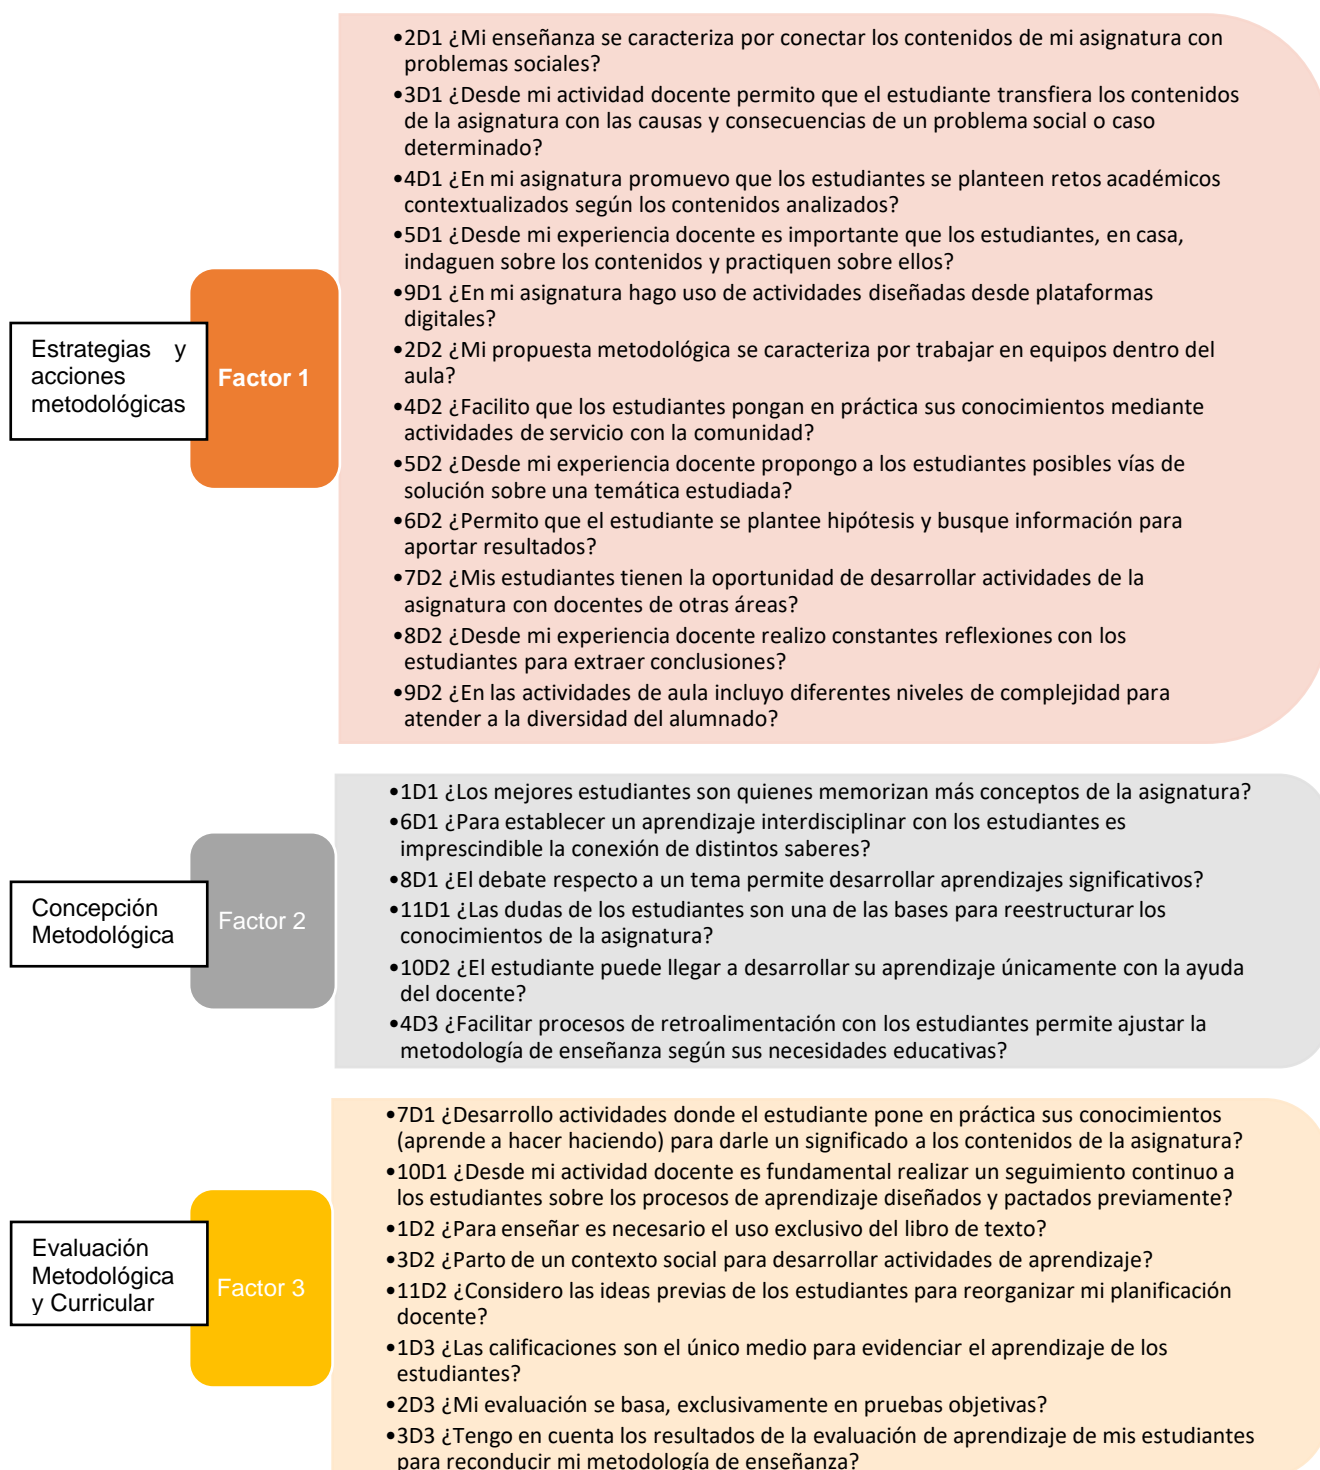 Estrategias y
acciones
metodológicas
Factor 1
•2D1 ¿Mi enseñanza se caracteriza por conectar los contenidos de mi asignatura con
problemas sociales?
•3D1 ¿Desde mi actividad docente permito que el estudiante transfiera los contenidos
de la asignatura con las causas y consecuencias de un problema social o caso
determinado?
•4D1 ¿En mi asignatura promuevo que los estudiantes se planteen retos académicos
contextualizados según los contenidos analizados?
•5D1 ¿Desde mi experiencia docente es importante que los estudiantes, en casa,
indaguen sobre los contenidos y practiquen sobre ellos?
•9D1 ¿En mi asignatura hago uso de actividades diseñadas desde plataformas
digitales?
•2D2 ¿Mi propuesta metodológica se caracteriza por trabajar en equipos dentro del
aula?
•4D2 ¿Facilito que los estudiantes pongan en práctica sus conocimientos mediante
actividades de servicio con la comunidad?
•5D2 ¿Desde mi experiencia docente propongo a los estudiantes posibles vías de
solución sobre una temática estudiada?
•6D2 ¿Permito que el estudiante se plantee hipótesis y busque información para
aportar resultados?
•7D2 ¿Mis estudiantes tienen la oportunidad de desarrollar actividades de la
asignatura con docentes de otras áreas?
•8D2 ¿Desde mi experiencia docente realizo constantes reflexiones con los
estudiantes para extraer conclusiones?
•9D2 ¿En las actividades de aula incluyo diferentes niveles de complejidad para
atender a la diversidad del alumnado?
Concepción
Metodológica
Factor 2
•1D1 ¿Los mejores estudiantes son quienes memorizan más conceptos de la asignatura?
•6D1 ¿Para establecer un aprendizaje interdisciplinar con los estudiantes es
imprescindible la conexión de distintos saberes?
•8D1 ¿El debate respecto a un tema permite desarrollar aprendizajes significativos?
•11D1 ¿Las dudas de los estudiantes son una de las bases para reestructurar los
conocimientos de la asignatura?
•10D2 ¿El estudiante puede llegar a desarrollar su aprendizaje únicamente con la ayuda
del docente?
•4D3 ¿Facilitar procesos de retroalimentación con los estudiantes permite ajustar la
metodología de enseñanza según sus necesidades educativas?
Evaluación
Metodológica
y Curricular
Factor 3
•7D1 ¿Desarrollo actividades donde el estudiante pone en práctica sus conocimientos
(aprende a hacer haciendo) para darle un significado a los contenidos de la asignatura?
•10D1 ¿Desde mi actividad docente es fundamental realizar un seguimiento continuo a
los estudiantes sobre los procesos de aprendizaje diseñados y pactados previamente?
•1D2 ¿Para enseñar es necesario el uso exclusivo del libro de texto?
•3D2 ¿Parto de un contexto social para desarrollar actividades de aprendizaje?
•11D2 ¿Considero las ideas previas de los estudiantes para reorganizar mi planificación
docente?
•1D3 ¿Las calificaciones son el único medio para evidenciar el aprendizaje de los
estudiantes?
•2D3 ¿Mi evaluación se basa, exclusivamente en pruebas objetivas?
•3D3 ¿Tengo en cuenta los resultados de la evaluación de aprendizaje de mis estudiantes
para reconducir mi metodología de enseñanza?